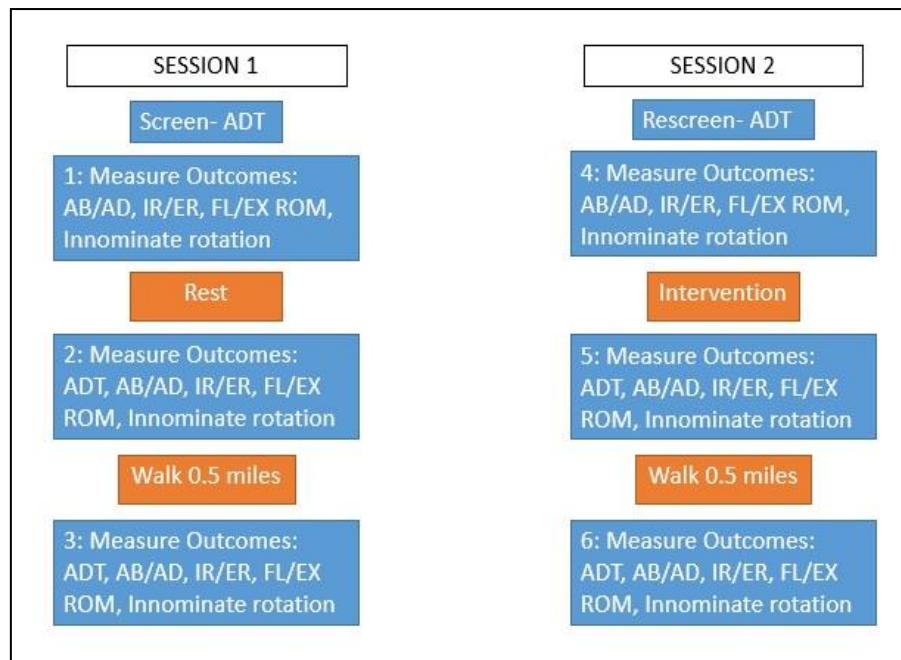 SESSION 1
Screen- ADT
1: Measure Outcomes:
AB/AD, IR/ER, FL/EX ROM,
Innominate rotation
Rest
2: Measure Outcomes:
ADT, AB/AD, IR/ER, FL/EX
ROM, Innominate rotation
Walk 0.5 miles
3: Measure Outcomes:
ADT, AB/AD, IR/ER, FL/EX
ROM, Innominate rotation
SESSION 2
Rescreen- ADT
4: Measure Outcomes:
AB/AD, IR/ER, FL/EX ROM,
Innominate rotation
Intervention
5: Measure Outcomes:
ADT, AB/AD, IR/ER, FL/EX
ROM, Innominate rotation
Walk 0.5 miles
6: Measure Outcomes:
ADT, AB/AD, IR/ER, FL/EX
ROM, Innominate rotation